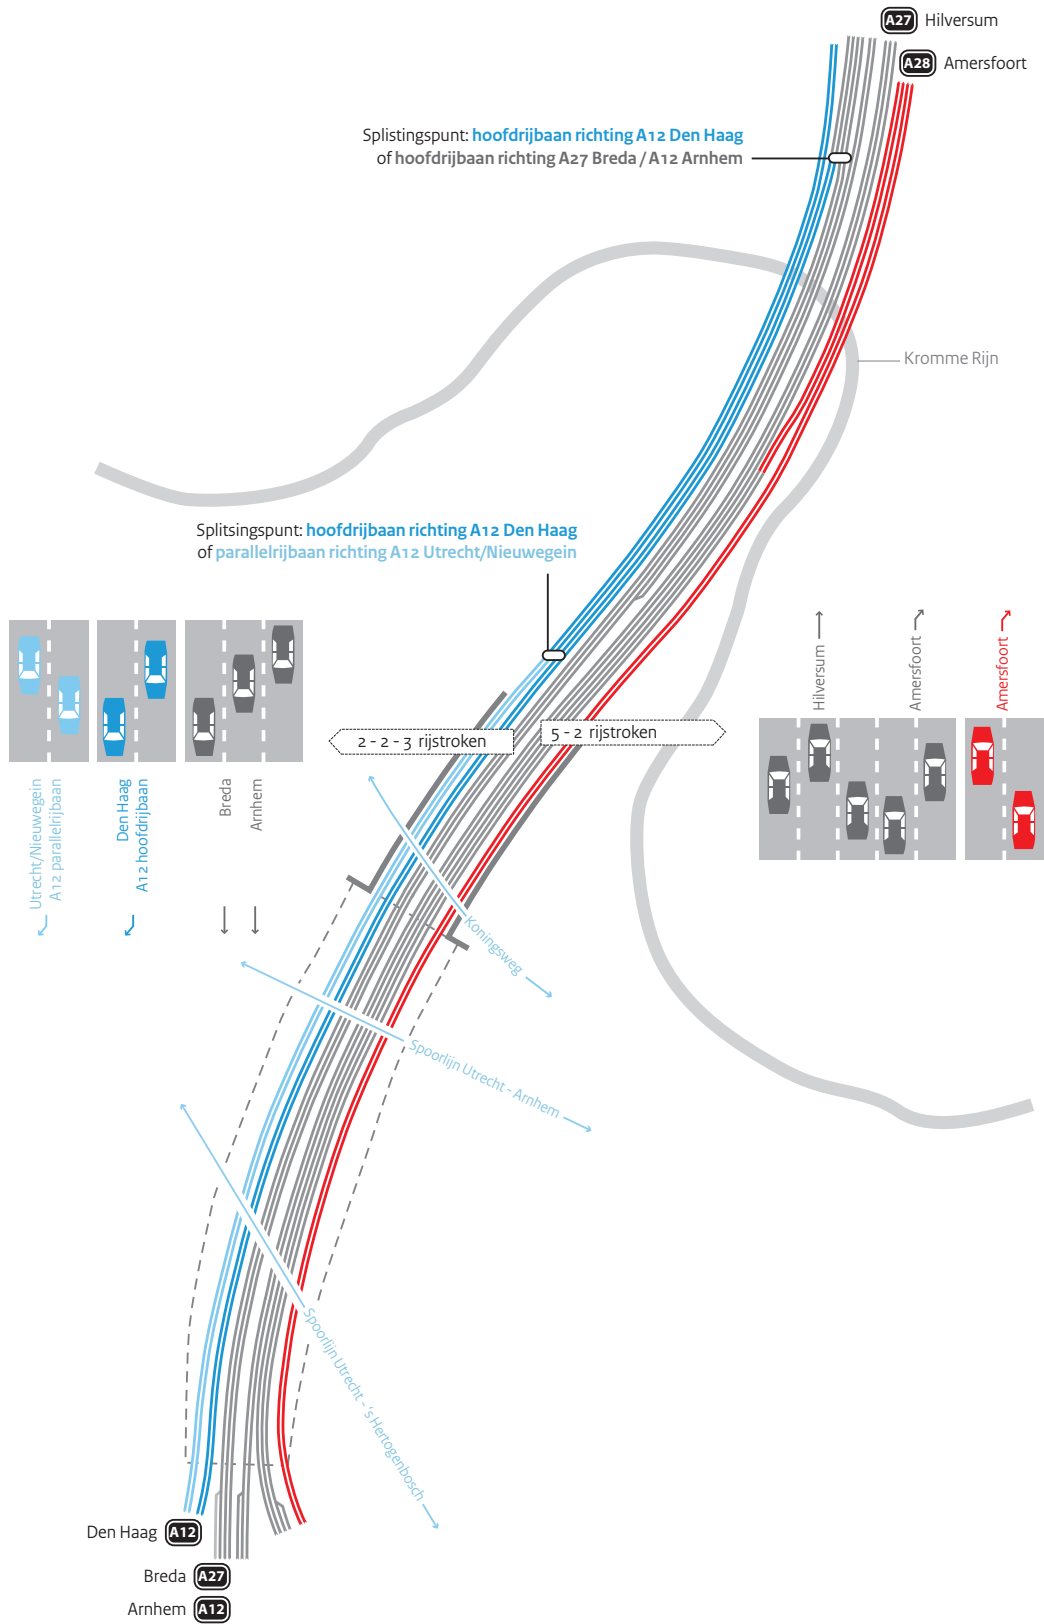 A27 Hilversum
A28 Amersfoort
Splistingspunt: hoofdrijbaan richting A12 Den Haag
of hoofdrijbaan richting A27 Breda / A12 Arnhem
Kromme Rijn
Splitsingspunt: hoofdrijbaan richting A12 Den Haag
of parallelrijbaan richting A12 Utrecht/Nieuwegein
2 - 2 - 3 rijstroken
5 - 2 rijstroken
Hilversum
Amersfoort
Amersfoort
Utrecht/Nieuwegein
A12 parallelrijbaan
Den Haag
A12 hoofdrijbaan
Breda
Arnhem
Koningsweg
Spoorlijn Utrecht - Arnhem
Spoorlijn Utrecht - 's Hertogenbosch
Den Haag A12
Breda A27
Arnhem A12